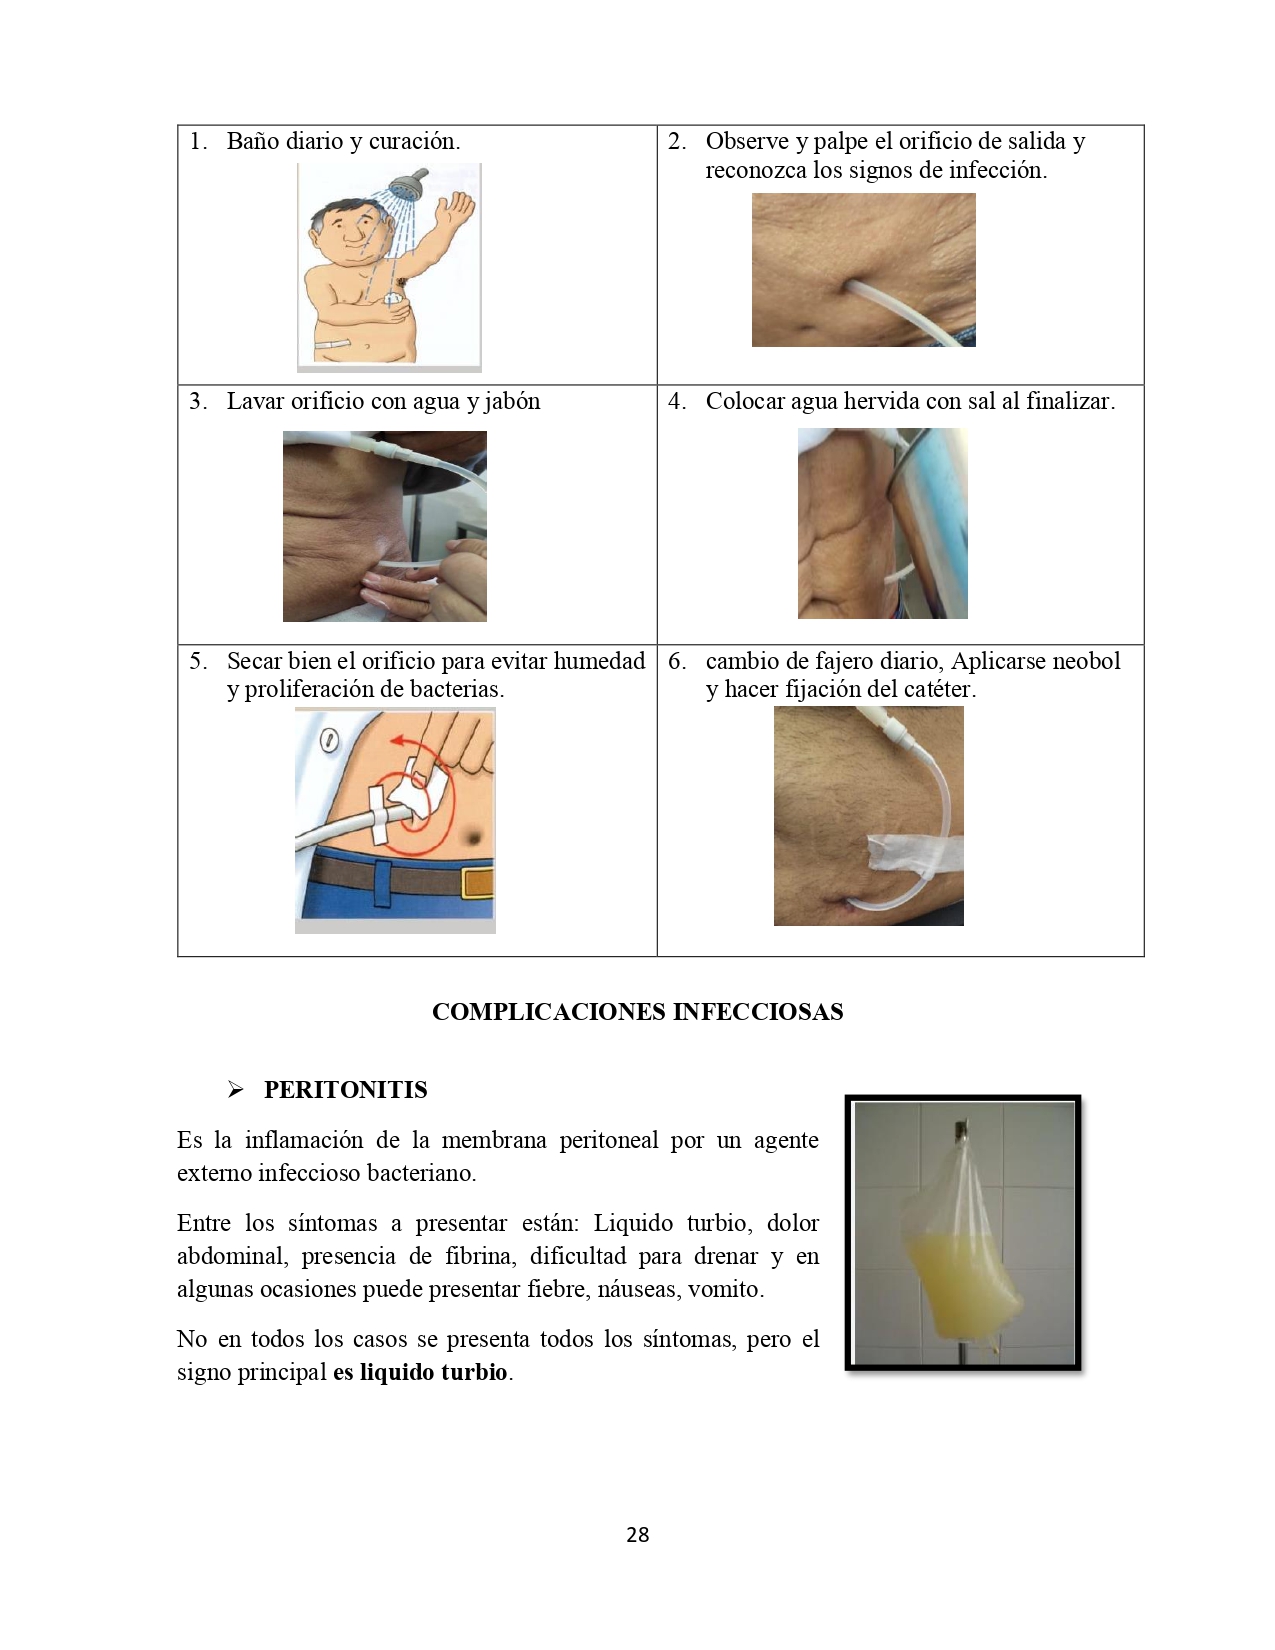 1. Baño diario y curación.
2. Observe y palpe el orificio de salida y
reconozca los signos de infección.
3. Lavar orificio con agua y jabón
4. Colocar agua hervida con sal al finalizar.
5. Secar bien el orificio para evitar humedad
y proliferación de bacterias.
6. cambio de fajero diario, Aplicarse neobol
y hacer fijación del catéter.
COMPLICACIONES INFECCIOSAS
➢ PERITONITIS
Es la inflamación de la membrana peritoneal por un agente
externo infeccioso bacteriano.
Entre los síntomas a presentar están: Liquido turbio, dolor
abdominal, presencia de fibrina, dificultad para drenar y en
algunas ocasiones puede presentar fiebre, náuseas, vomito.
No en todos los casos se presenta todos los síntomas, pero el
signo principal es liquido turbio.
28